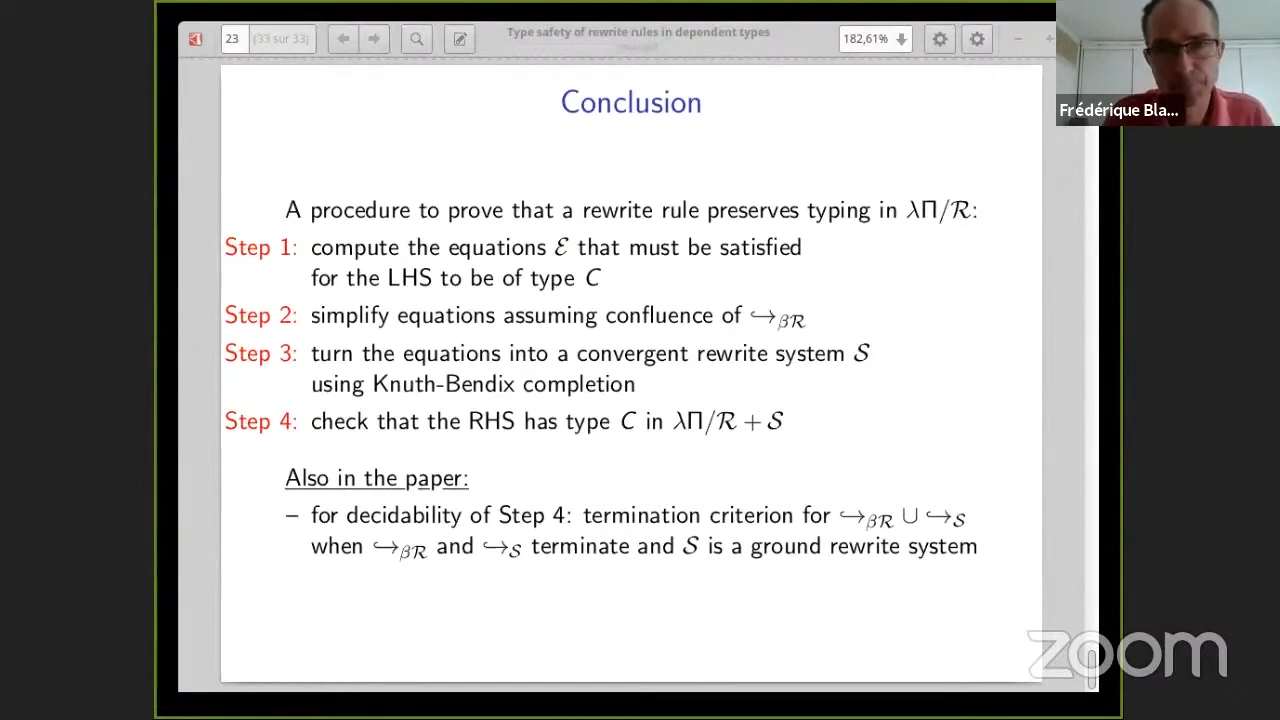 23 (33 sur 33)
Type safety of rewrite rules in dependent types
182,61%
Frédérique Bla...
Conclusion
A procedure to prove that a rewrite rule preserves typing in λΠ/ℛ:
Step 1: compute the equations ℰ that must be satisfied
for the LHS to be of type C
Step 2: simplify equations assuming confluence of ↪βℛ
Step 3: turn the equations into a convergent rewrite system 𝒮
using Knuth-Bendix completion
Step 4: check that the RHS has type C in λΠ/ℛ + 𝒮
Also in the paper:
– for decidability of Step 4: termination criterion for ↪βℛ ∪ ↪𝒮
when ↪βℛ and ↪𝒮 terminate and 𝒮 is a ground rewrite system
zoom